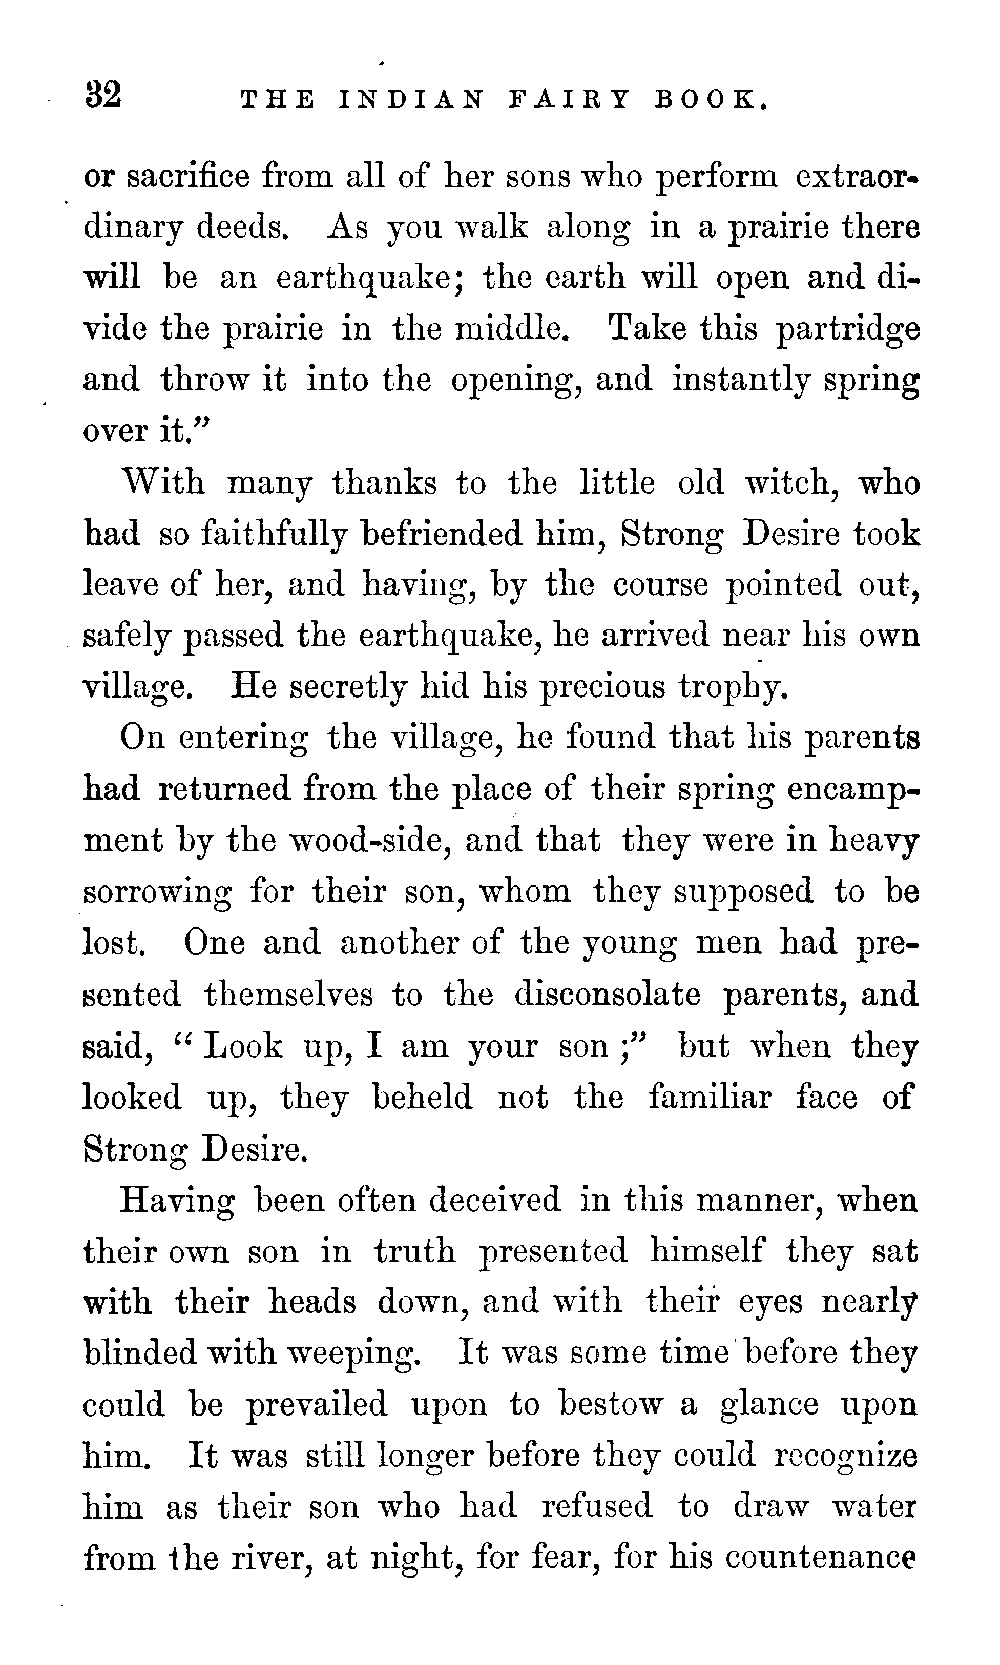 32 THE INDIAN FAIRY BOOK.
or sacrifice from all of her sons who perform extraor-
dinary deeds. As you walk along in a prairie there
will be an earthquake; the earth will open and di-
vide the prairie in the middle. Take this partridge
and throw it into the opening, and instantly spring
over it.”
With many thanks to the little old witch, who
had so faithfully befriended him, Strong Desire took
leave of her, and having, by the course pointed out,
safely passed the earthquake, he arrived near his own
village. He secretly hid his precious trophy.
On entering the village, he found that his parents
had returned from the place of their spring encamp-
ment by the wood-side, and that they were in heavy
sorrowing for their son, whom they supposed to be
lost. One and another of the young men had pre-
sented themselves to the disconsolate parents, and
said, “ Look up, I am your son ;” but when they
looked up, they beheld not the familiar face of
Strong Desire.
Having been often deceived in this manner, when
their own son in truth presented himself they sat
with their heads down, and with their eyes nearly
blinded with weeping. It was some time before they
could be prevailed upon to bestow a glance upon
him. It was still longer before they could recognize
him as their son who had refused to draw water
from the river, at night, for fear, for his countenance